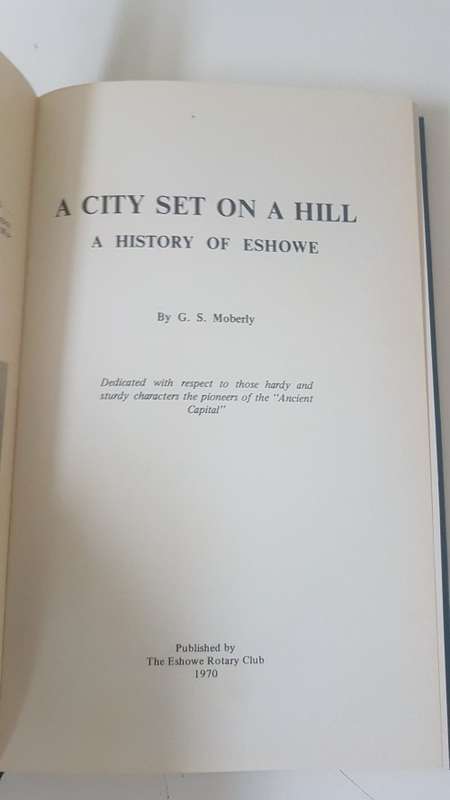 A CITY SET ON A HILL
A HISTORY OF ESHOWE
By G. S. Moberly
Dedicated with respect to those hardy and
sturdy characters the pioneers of the "Ancient
Capital"
Published by
The Eshowe Rotary Club
1970